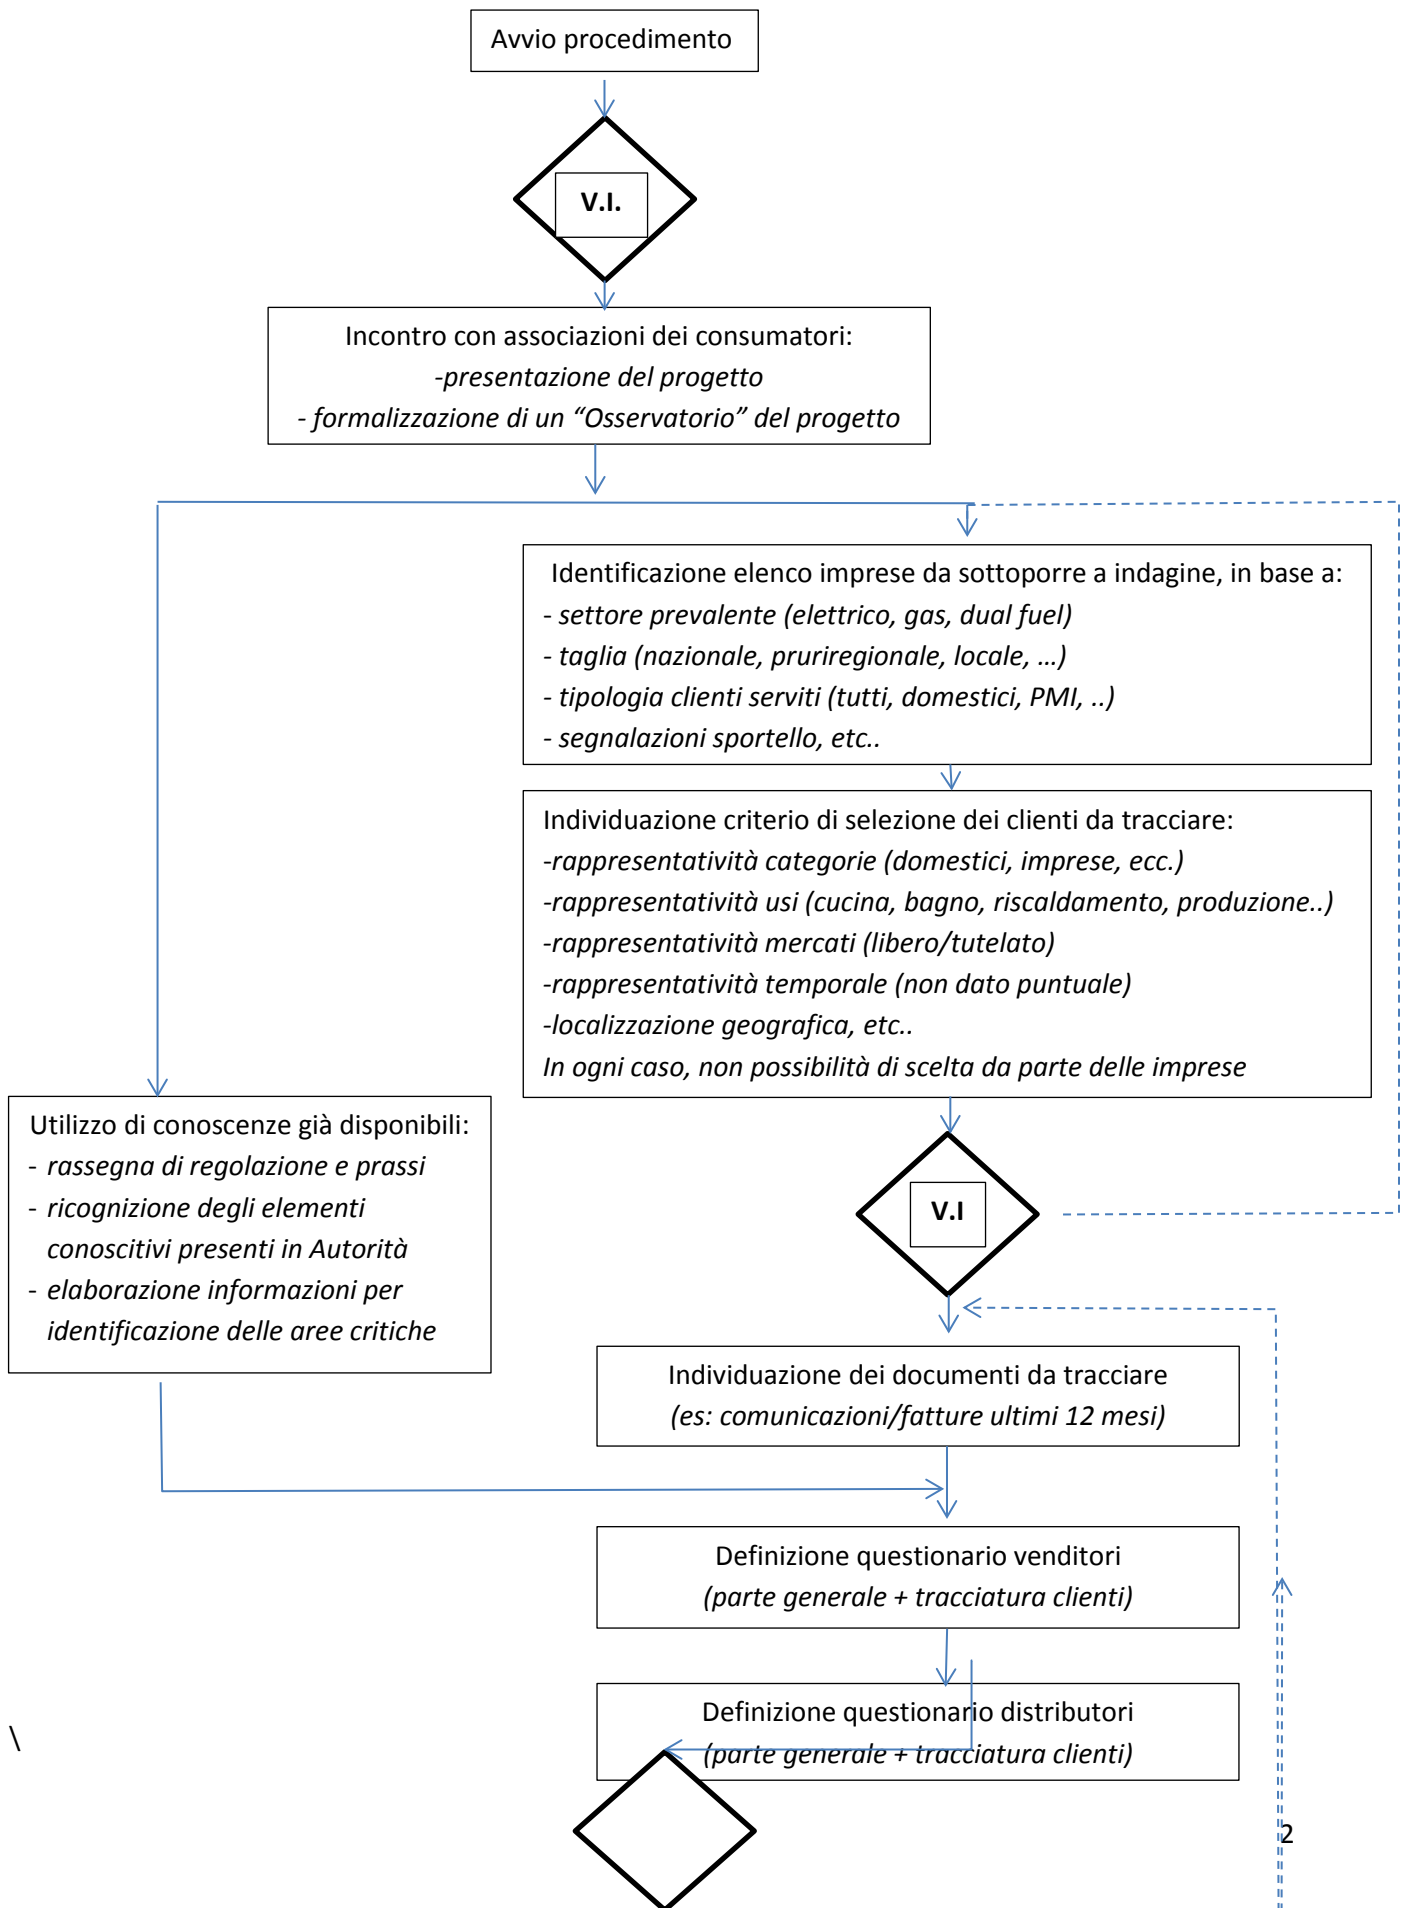 Avvio procedimento
V.I.
Incontro con associazioni dei consumatori:
-presentazione del progetto
- formalizzazione di un “Osservatorio” del progetto
Identificazione elenco imprese da sottoporre a indagine, in base a:
- settore prevalente (elettrico, gas, dual fuel)
- taglia (nazionale, pruriregionale, locale, …)
- tipologia clienti serviti (tutti, domestici, PMI, ..)
- segnalazioni sportello, etc..
Individuazione criterio di selezione dei clienti da tracciare:
-rappresentatività categorie (domestici, imprese, ecc.)
-rappresentatività usi (cucina, bagno, riscaldamento, produzione..)
-rappresentatività mercati (libero/tutelato)
-rappresentatività temporale (non dato puntuale)
-localizzazione geografica, etc..
In ogni caso, non possibilità di scelta da parte delle imprese
Utilizzo di conoscenze già disponibili:
- rassegna di regolazione e prassi
- ricognizione degli elementi
conoscitivi presenti in Autorità
- elaborazione informazioni per
identificazione delle aree critiche
V.I
Individuazione dei documenti da tracciare
(es: comunicazioni/fatture ultimi 12 mesi)
Definizione questionario venditori
(parte generale + tracciatura clienti)
Definizione questionario distributori
(parte generale + tracciatura clienti)
\
2